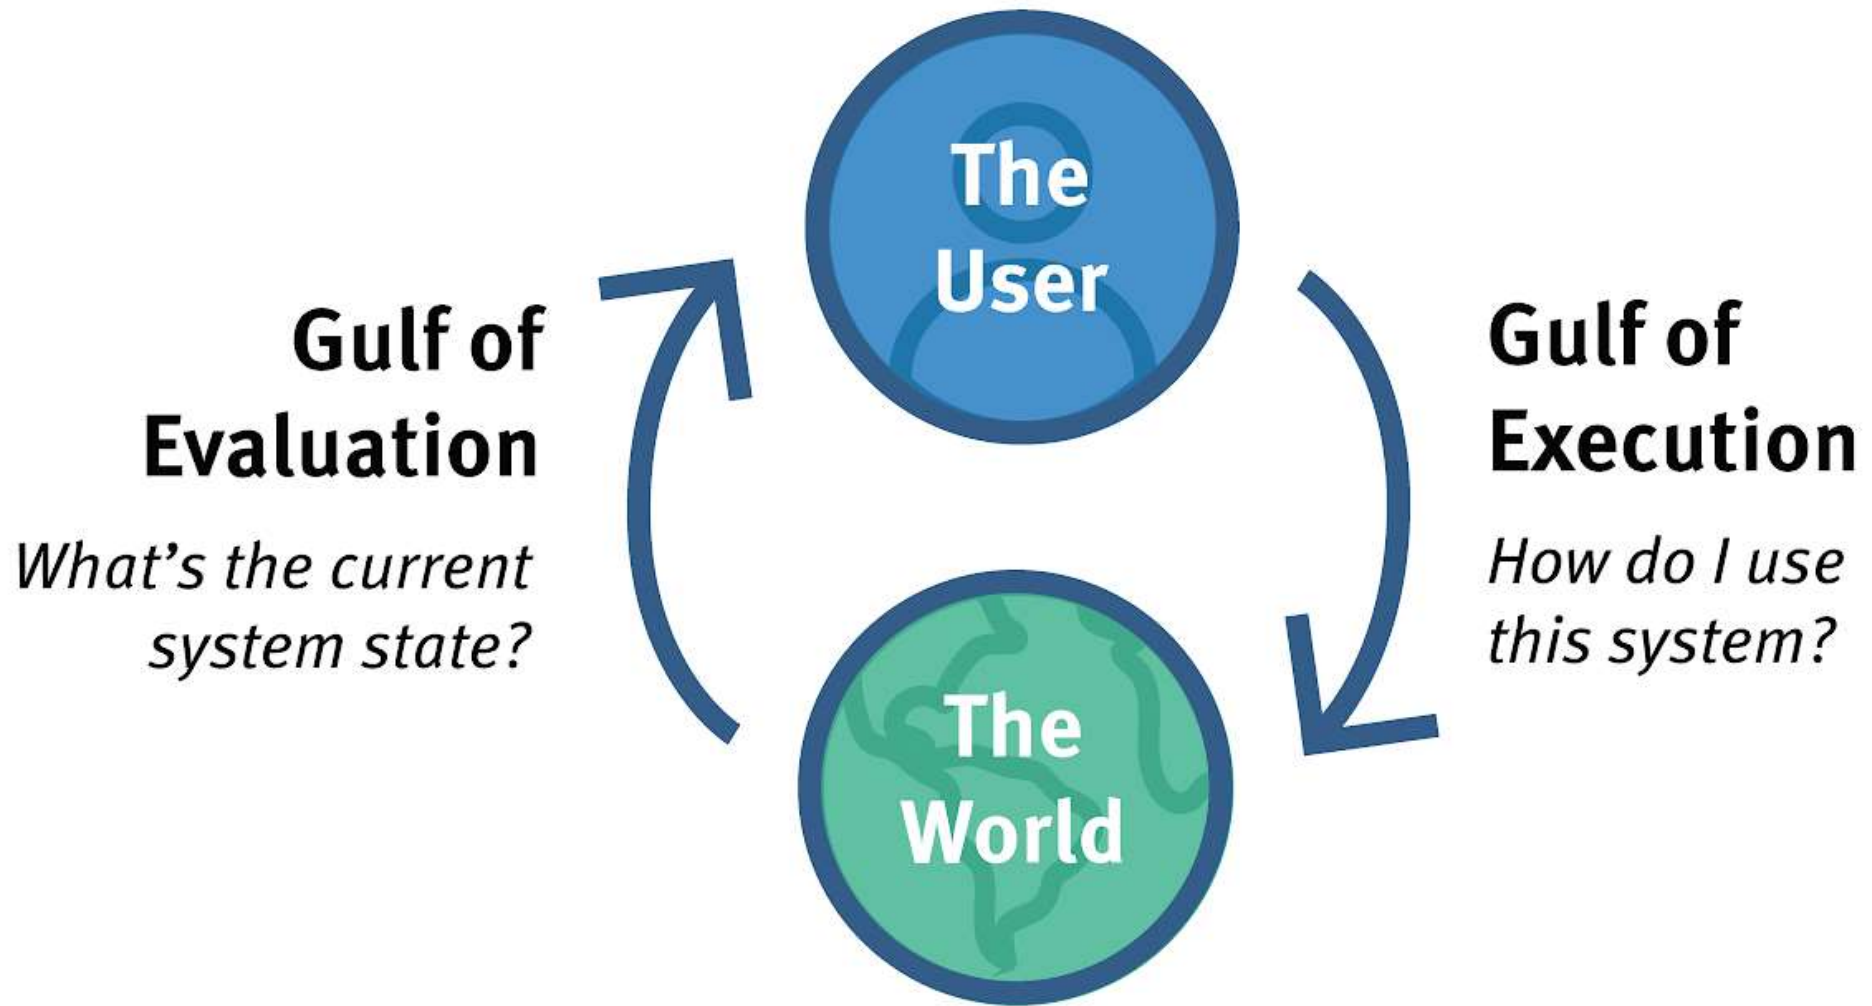 The
User
Gulf of
Evaluation
What's the current
system state?
Gulf of
Execution
How do I use
this system?
The
World